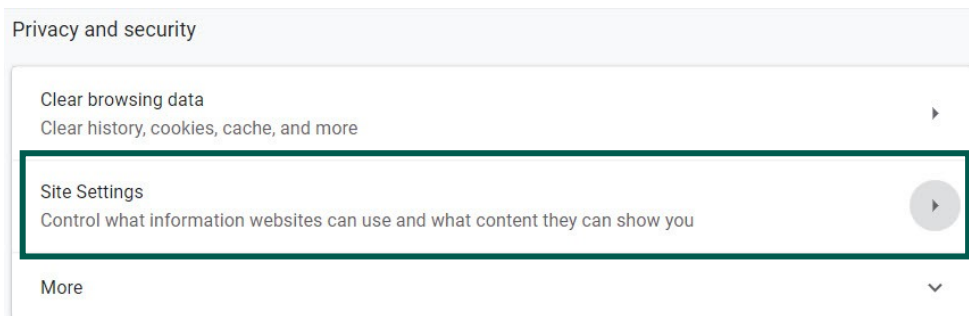 Privacy and security
Clear browsing data
Clear history, cookies, cache, and more
Site Settings
Control what information websites can use and what content they can show you
More